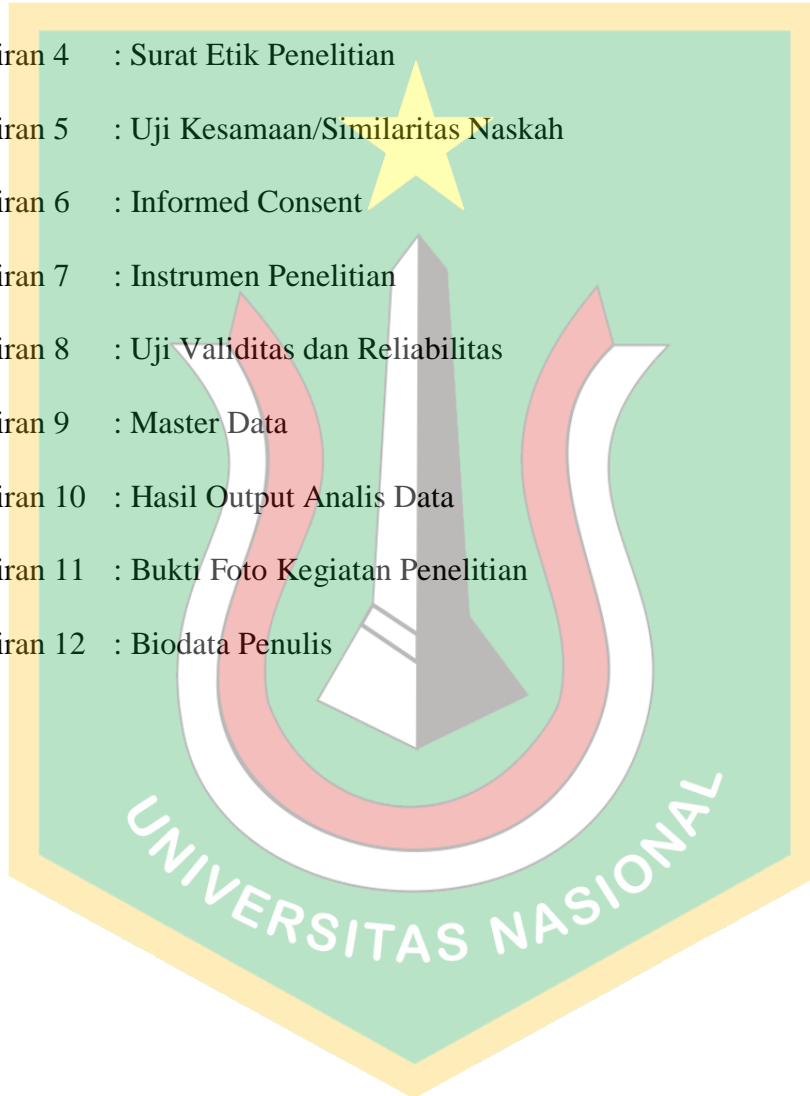 iran 4 : Surat Etik Penelitian
iran 5 : Uji Kesamaan/Similaritas Naskah
iran 6 : Informed Consent
iran 7 : Instrumen Penelitian
iran 8 : Uji Validitas dan Reliabilitas
iran 9 : Master Data
iran 10 : Hasil Output Analis Data
iran 11 : Bukti Foto Kegiatan Penelitian
iran 12 : Biodata Penulis
UNIVERSITAS NASIONAL